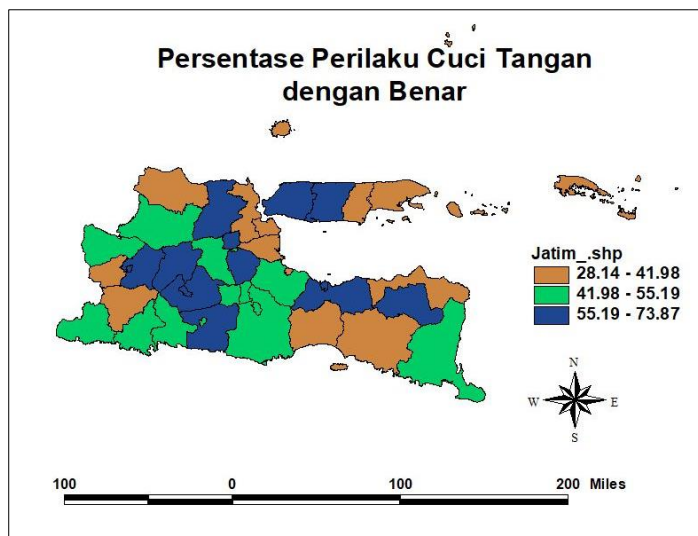 Persentase Perilaku Cuci Tangan
dengan Benar
Jatim_.shp
28.14 - 41.98
41.98 - 55.19
55.19 - 73.87
N
W E
S
100 0 100 200 Miles